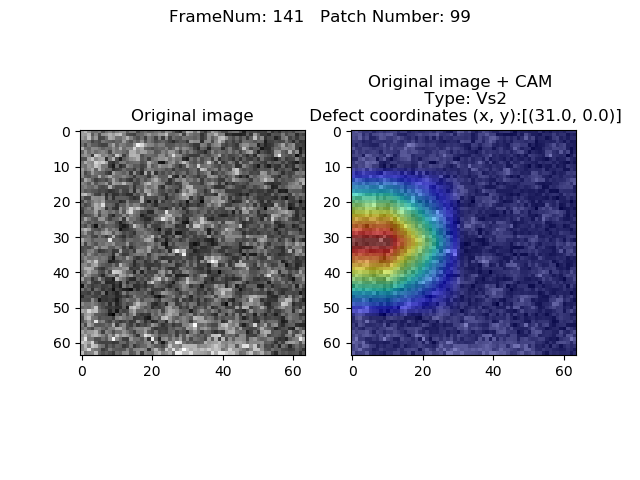 FrameNum: 141   Patch Number: 99
Original image
Original image + CAM
Type: Vs2
Defect coordinates (x, y):[(31.0, 0.0)]
0
10
20
30
40
50
60
0 20 40 60
0
10
20
30
40
50
60
0 20 40 60